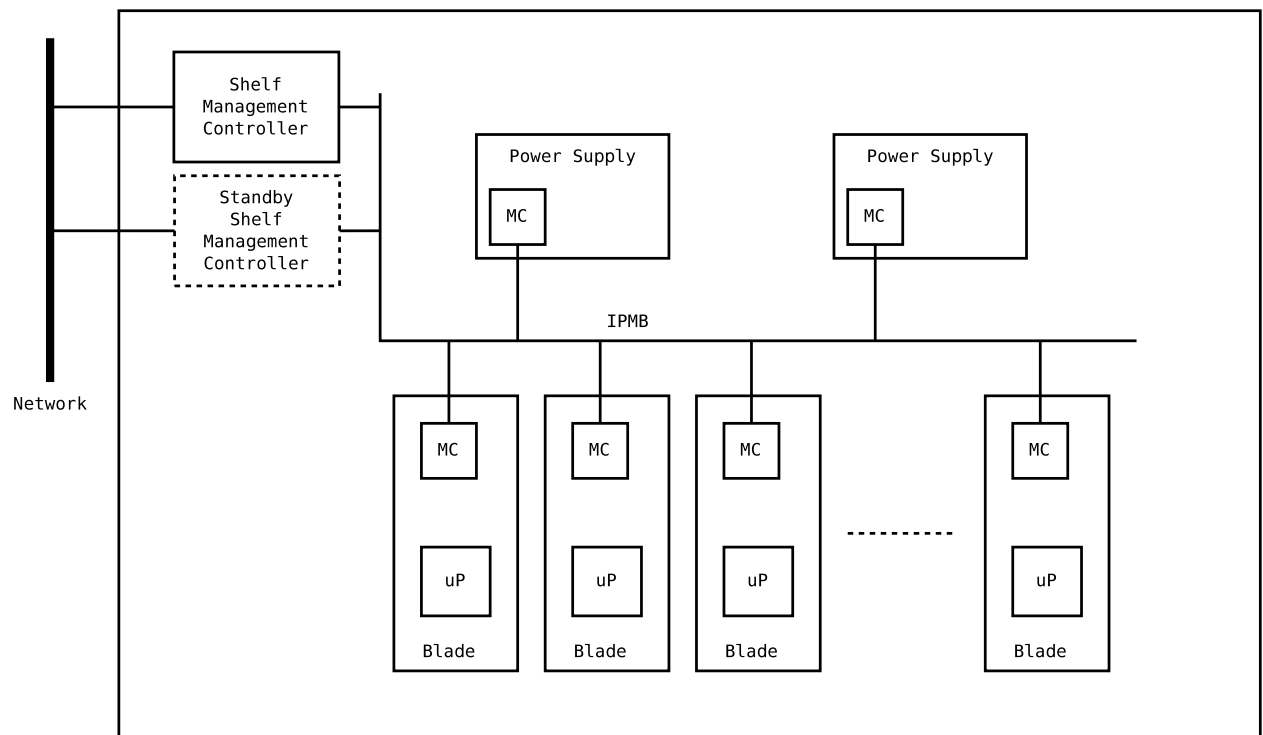 Shelf
Management
Controller
Standby
Shelf
Management
Controller
Power Supply
MC
Power Supply
MC
IPMB
Network
MC
MC
MC
MC
uP
uP
uP
uP
Blade
Blade
Blade
Blade